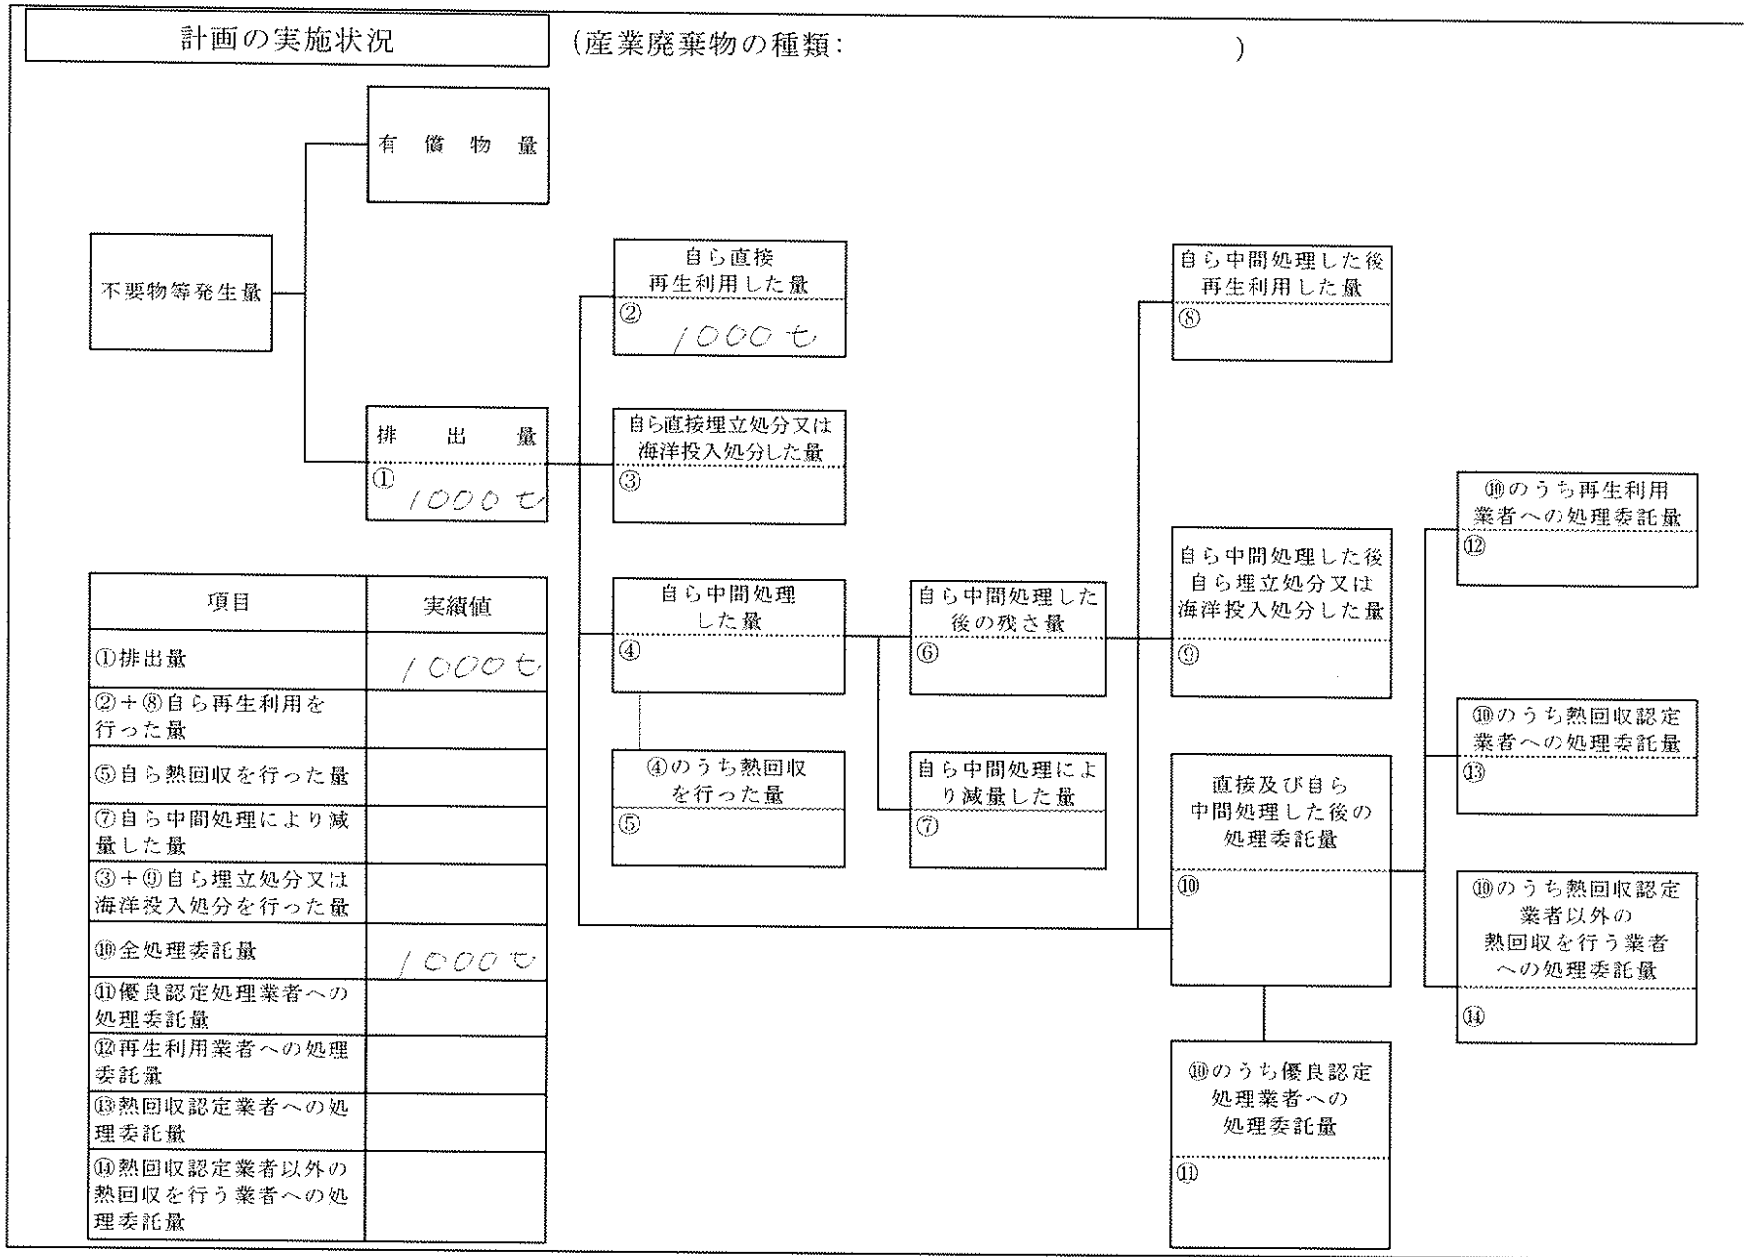 計画の実施状況
(産業廃棄物の種類: )
有償物量
不要物等発生量
排出量
①
1000t
自ら直接
再生利用した量
②
1000t
自ら直接埋立処分又は
海洋投入処分した量
③
自ら中間処理
した量
④
④のうち熱回収
を行った量
⑤
自ら中間処理した
後の残さ量
⑥
自ら中間処理によ
り減量した量
⑦
自ら中間処理した後
再生利用した量
⑧
自ら中間処理した後
自ら埋立処分又は
海洋投入処分した量
⑨
直接及び自ら
中間処理した後の
処理委託量
⑩
⑩のうち優良認定
処理業者への
処理委託量
⑪
⑩のうち再生利用
業者への処理委託量
⑫
⑩のうち熱回収認定
業者への処理委託量
⑬
⑩のうち熱回収認定
業者以外の
熱回収を行う業者
への処理委託量
⑭
項目 実績値
①排出量 1000t
②+⑧自ら再生利用を
行った量
⑤自ら熱回収を行った量
⑦自ら中間処理により減
量した量
③+⑨自ら埋立処分又は
海洋投入処分を行った量
⑩全処理委託量 1000t
⑪優良認定処理業者への
処理委託量
⑫再生利用業者への処理
委託量
⑬熱回収認定業者への処
理委託量
⑭熱回収認定業者以外の
熱回収を行う業者への処
理委託量